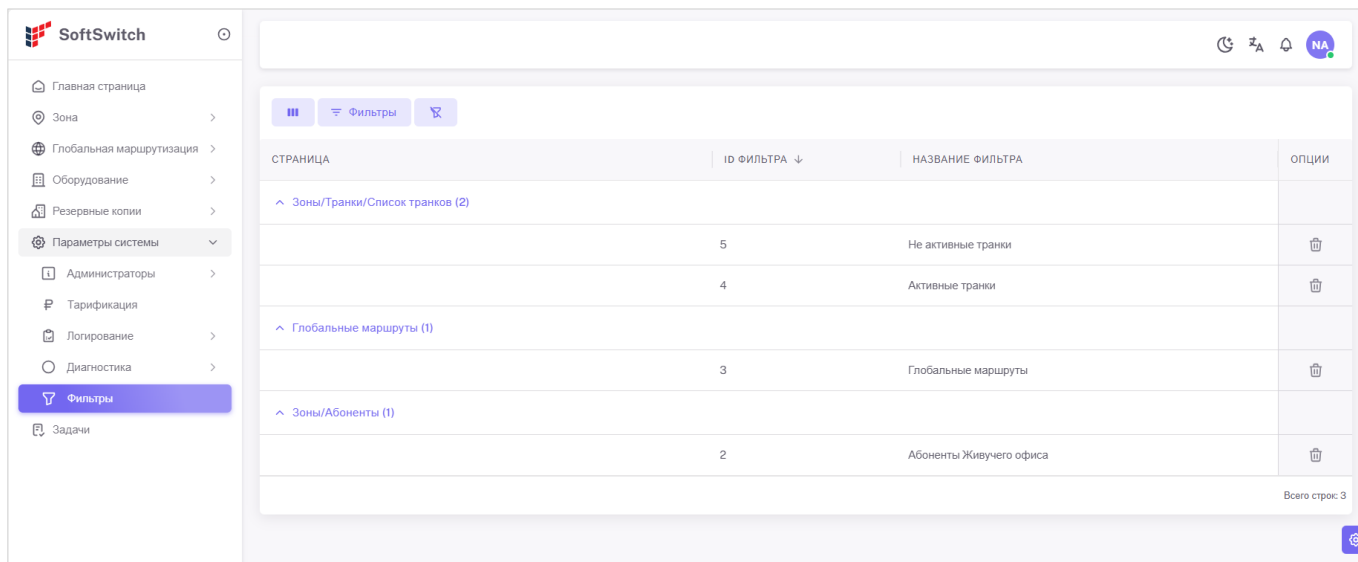 SoftSwitch
NA
Главная страница
Зона
Глобальная маршрутизация
Оборудование
Резервные копии
Параметры системы
Администраторы
Тарификация
Логирование
Диагностика
Фильтры
Задачи
Фильтры
СТРАНИЦА ID ФИЛЬТРА НАЗВАНИЕ ФИЛЬТРА ОПЦИИ
Зоны/Транки/Список транков (2)
5 Не активные транки
4 Активные транки
Глобальные маршруты (1)
3 Глобальные маршруты
Зоны/Абоненты (1)
2 Абоненты Живучего офиса
Всего строк: 3